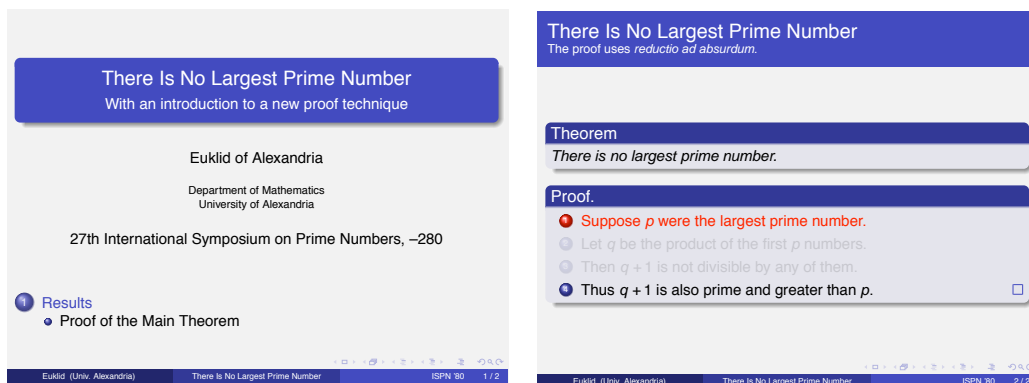 There Is No Largest Prime Number
With an introduction to a new proof technique
Euklid of Alexandria
Department of Mathematics
University of Alexandria
27th International Symposium on Prime Numbers, –280
1 Results
Proof of the Main Theorem
Euklid (Univ. Alexandria) There Is No Largest Prime Number ISPN '80 1 / 2
There Is No Largest Prime Number
The proof uses reductio ad absurdum.
Theorem
There is no largest prime number.
Proof.
1 Suppose p were the largest prime number.
2 Let q be the product of the first p numbers.
3 Then q + 1 is not divisible by any of them.
4 Thus q + 1 is also prime and greater than p. □
Euklid (Univ. Alexandria) There Is No Largest Prime Number ISPN '80 2 / 2